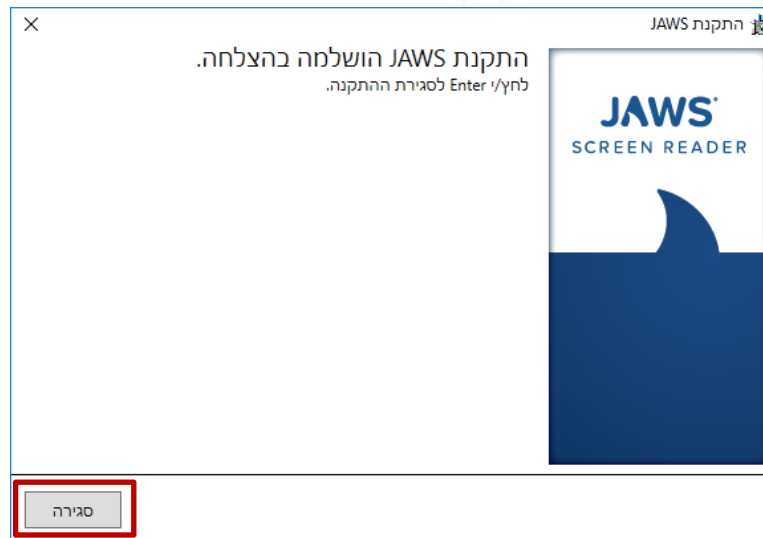 התקנת JAWS
התקנת JAWS הושלמה בהצלחה.
לחץ/י Enter לסגירת ההתקנה.
JAWS
SCREEN READER
סגירה